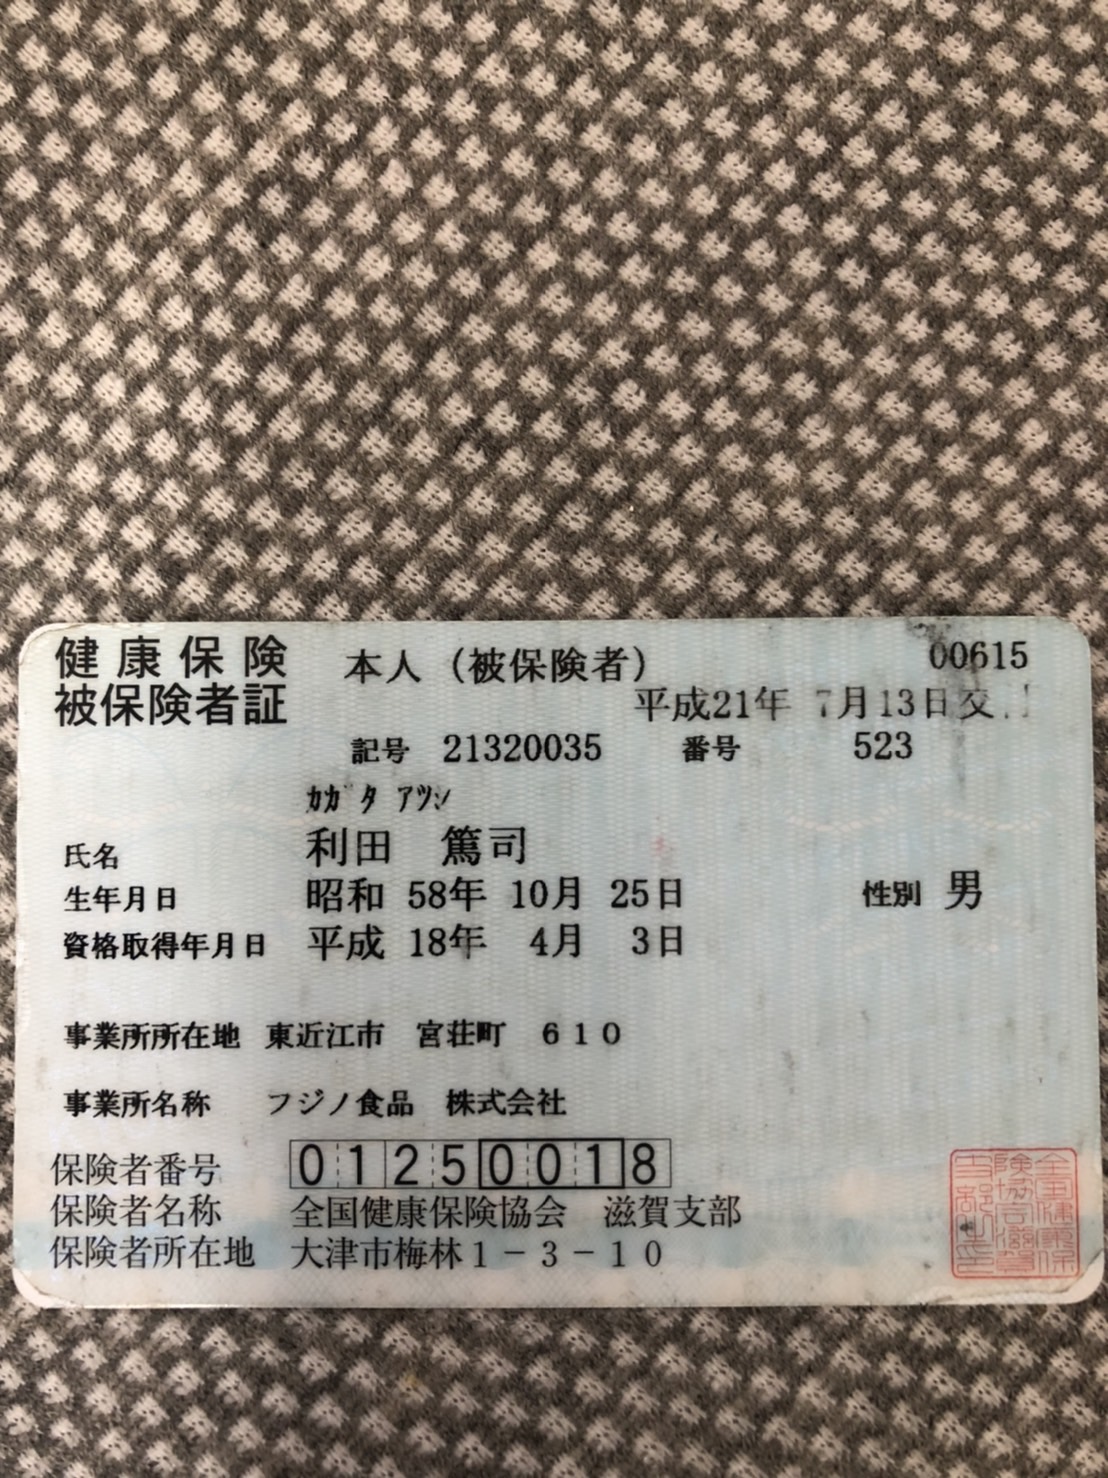 健康保険 本人（被保険者） 00615
被保険者証 平成21年 7月13日交
記号 21320035 番号 523
ｶｶﾞﾀ ｱﾂｼ
氏名 利田 篤司
生年月日 昭和 58年 10月 25日 性別 男
資格取得年月日 平成 18年 4月 3日
事業所所在地 東近江市 宮荘町 ６１０
事業所名称 フジノ食品 株式会社
保険者番号 01250018
保険者名称 全国健康保険協会 滋賀支部
保険者所在地 大津市梅林１－３－１０